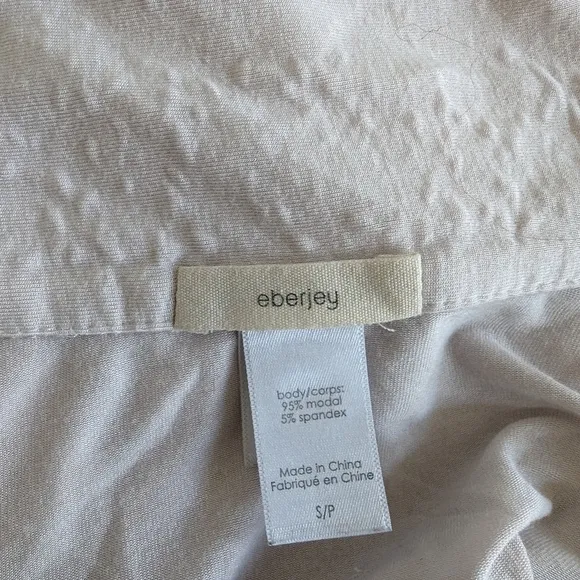 eberjey
body/corps:
95% modal
5% spandex
Made in China
Fabriqué en Chine
S/P